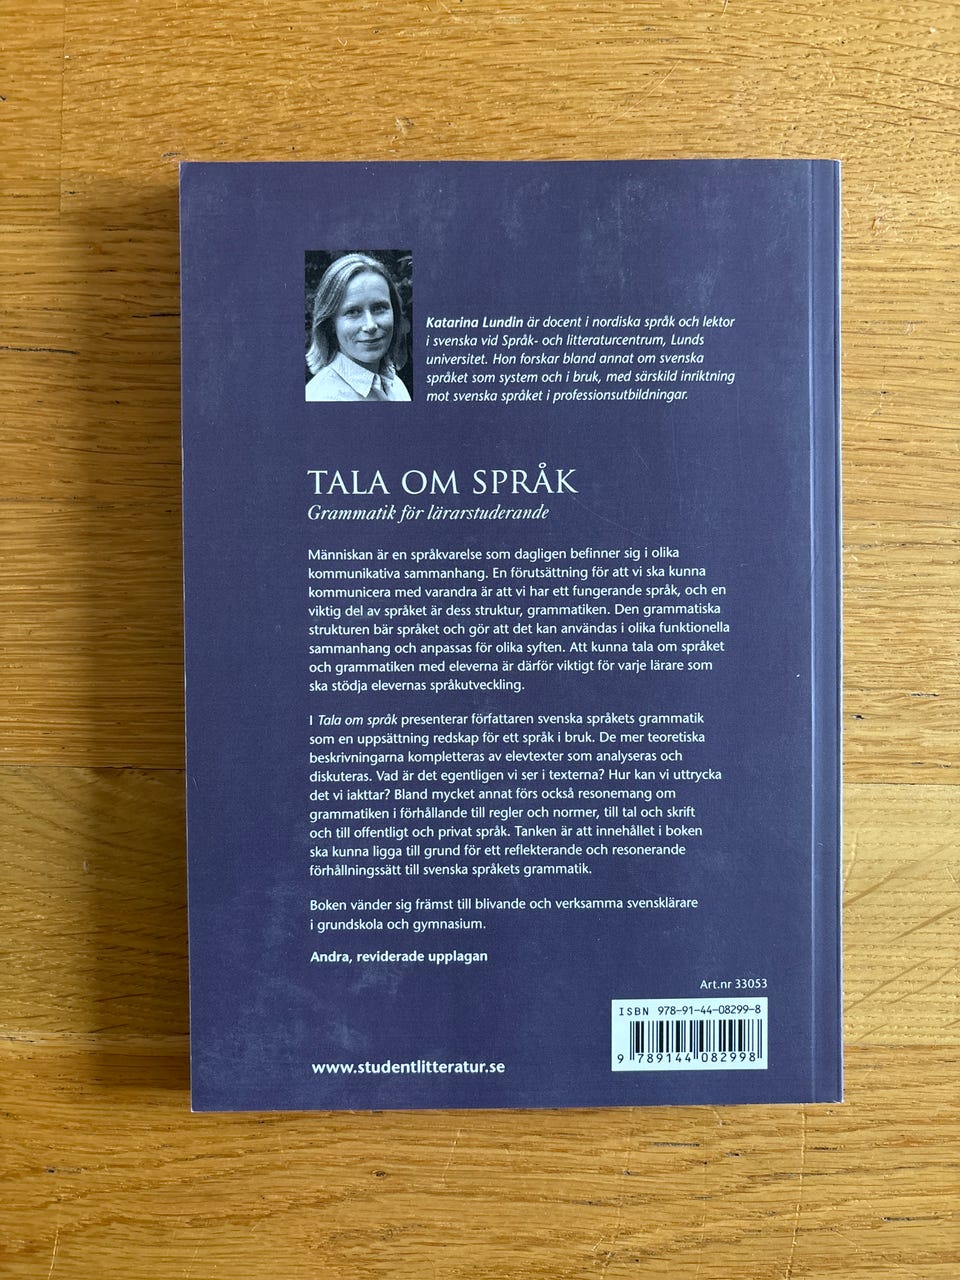 Katarina Lundin är docent i nordiska språk och lektor
i svenska vid Språk- och litteraturcentrum, Lunds
universitet. Hon forskar bland annat om svenska
språket som system och i bruk, med särskild inriktning
mot svenska språket i professionsutbildningar.
TALA OM SPRÅK
Grammatik för lärarstuderande
Människan är en språkvarelse som dagligen befinner sig i olika
kommunikativa sammanhang. En förutsättning för att vi ska kunna
kommunicera med varandra är att vi har ett fungerande språk, och en
viktig del av språket är dess struktur, grammatiken. Den grammatiska
strukturen bär språket och gör att det kan användas i olika funktionella
sammanhang och anpassas för olika syften. Att kunna tala om språket
och grammatiken med eleverna är därför viktigt för varje lärare som
ska stödja elevernas språkutveckling.
I Tala om språk presenterar författaren svenska språkets grammatik
som en uppsättning redskap för ett språk i bruk. De mer teoretiska
beskrivningarna kompletteras av elevtexter som analyseras och
diskuteras. Vad är det egentligen vi ser i texterna? Hur kan vi uttrycka
det vi iakttar? Bland mycket annat förs också resonemang om
grammatiken i förhållande till regler och normer, till tal och skrift
och till offentligt och privat språk. Tanken är att innehållet i boken
ska kunna ligga till grund för ett reflekterande och resonerande
förhållningssätt till svenska språkets grammatik.
Boken vänder sig främst till blivande och verksamma svensklärare
i grundskola och gymnasium.
Andra, reviderade upplagan
Art.nr 33053
ISBN 978-91-44-08299-8
9 789144 082998
www.studentlitteratur.se